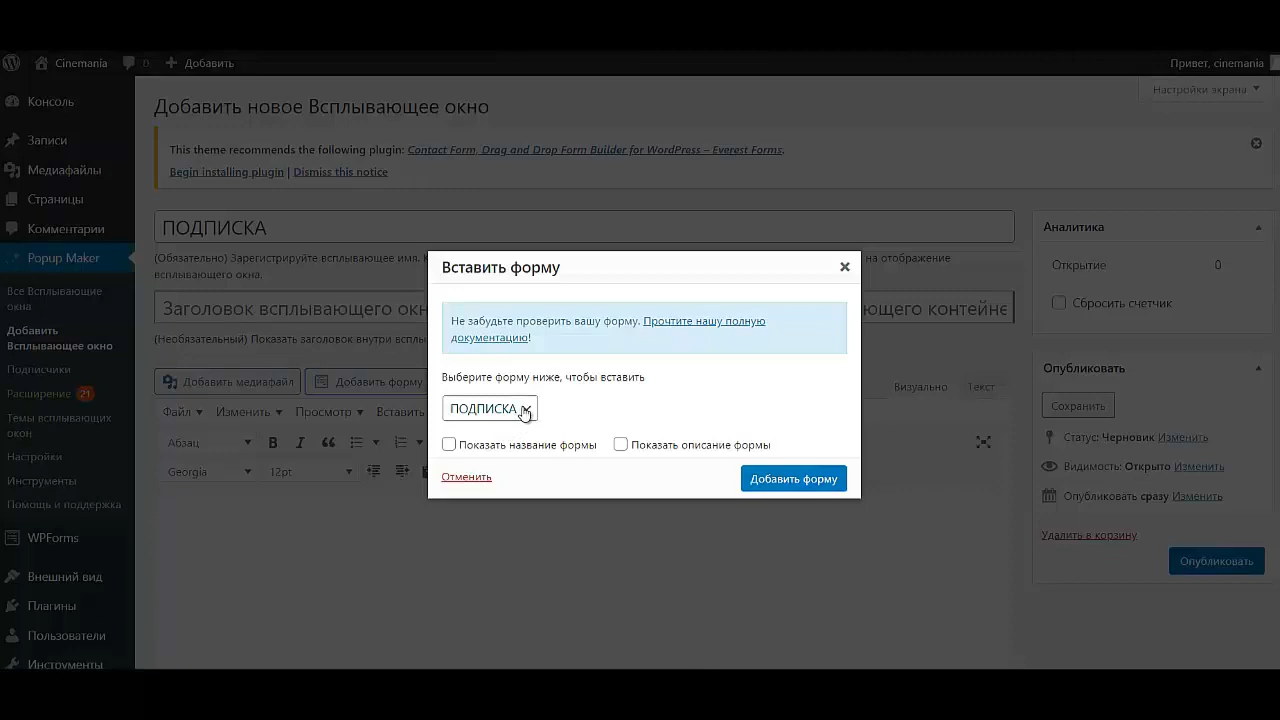 Cinemania
0
Добавить
Привет, cinemania
Консоль
Записи
Медиафайлы
Страницы
Комментарии
Popup Maker
Все Всплывающие
окна
Добавить
Всплывающее окно
Подписчики
Расширение 21
Темы всплывающих
окон
Настройки
Инструменты
Помощь и поддержка
WPForms
Внешний вид
Плагины
Пользователи
Инструменты
Настройки экрана
Добавить новое Всплывающее окно
This theme recommends the following plugin: Contact Form, Drag and Drop Form Builder for WordPress – Everest Forms.
Begin installing plugin | Dismiss this notice
ПОДПИСКА
(Обязательно) Зарегистрируйте всплывающее имя. на отображение
всплывающего окна.
Заголовок всплывающего окн ющего контейне
(Необязательный) Показать заголовок внутри
Добавить медиафайл
Добавить форму
Визуально
Текст
Файл
Изменить
Просмотр
Вставить
Абзац
B I
Georgia
12pt
Вставить форму
Не забудьте проверить вашу форму. Прочтите нашу полную
документацию!
Выберите форму ниже, чтобы вставить
ПОДПИСКА
Показать название формы
Показать описание формы
Отменить
Добавить форму
Аналитика
Открытие 0
Сбросить счетчик
Опубликовать
Сохранить
Статус: Черновик Изменить
Видимость: Открыто Изменить
Опубликовать сразу Изменить
Удалить в корзину
Опубликовать